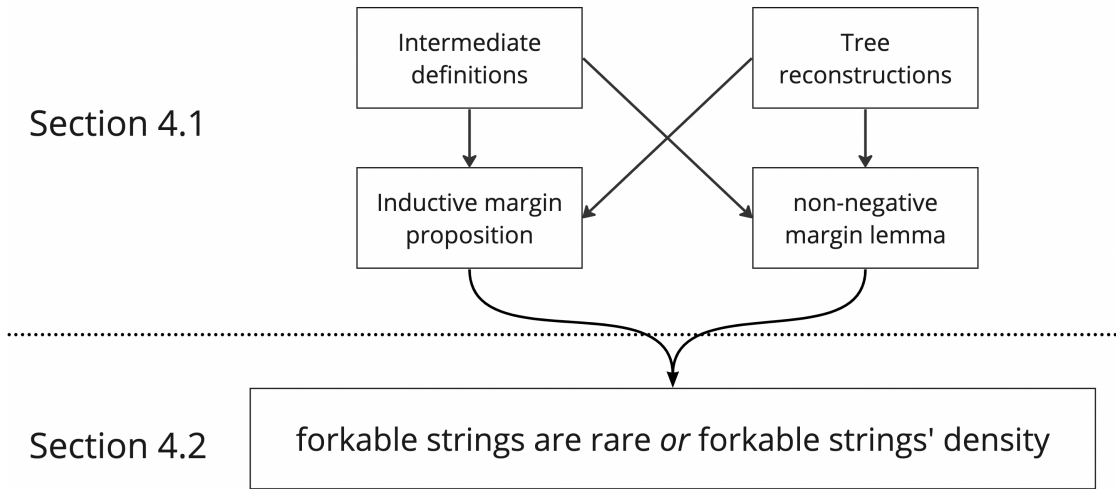 Intermediate
definitions
Tree
reconstructions
Section 4.1
Inductive margin
proposition
non-negative
margin lemma
Section 4.2
forkable strings are rare or forkable strings' density